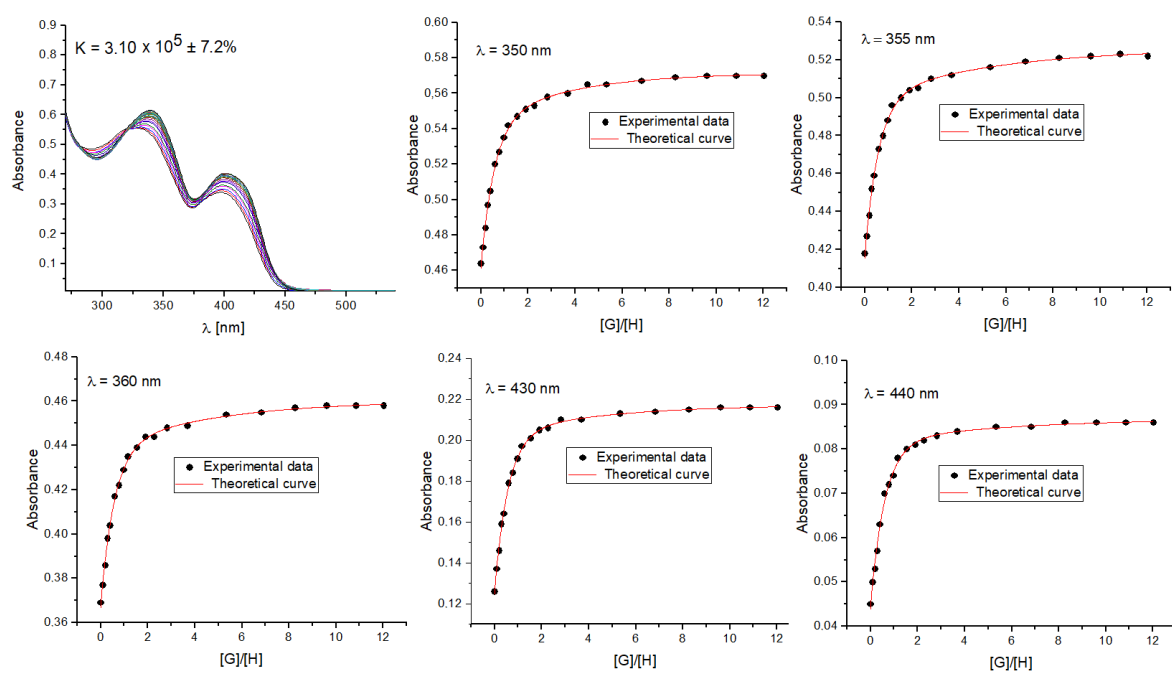 K = 3.10 x 10^5 ± 7.2%
Absorbance
0.9
0.8
0.7
0.6
0.5
0.4
0.3
0.2
0.1
300 350 400 450 500
λ [nm]
λ = 350 nm
Absorbance
0.60
0.58
0.56
0.54
0.52
0.50
0.48
0.46
Experimental data
Theoretical curve
0 2 4 6 8 10 12
[G]/[H]
λ = 355 nm
Absorbance
0.54
0.52
0.50
0.48
0.46
0.44
0.42
0.40
Experimental data
Theoretical curve
0 2 4 6 8 10 12
[G]/[H]
λ = 360 nm
Absorbance
0.48
0.46
0.44
0.42
0.40
0.38
0.36
Experimental data
Theoretical curve
0 2 4 6 8 10 12
[G]/[H]
λ = 430 nm
Absorbance
0.24
0.22
0.20
0.18
0.16
0.14
0.12
Experimental data
Theoretical curve
0 2 4 6 8 10 12
[G]/[H]
λ = 440 nm
Absorbance
0.10
0.09
0.08
0.07
0.06
0.05
0.04
Experimental data
Theoretical curve
0 2 4 6 8 10 12
[G]/[H]